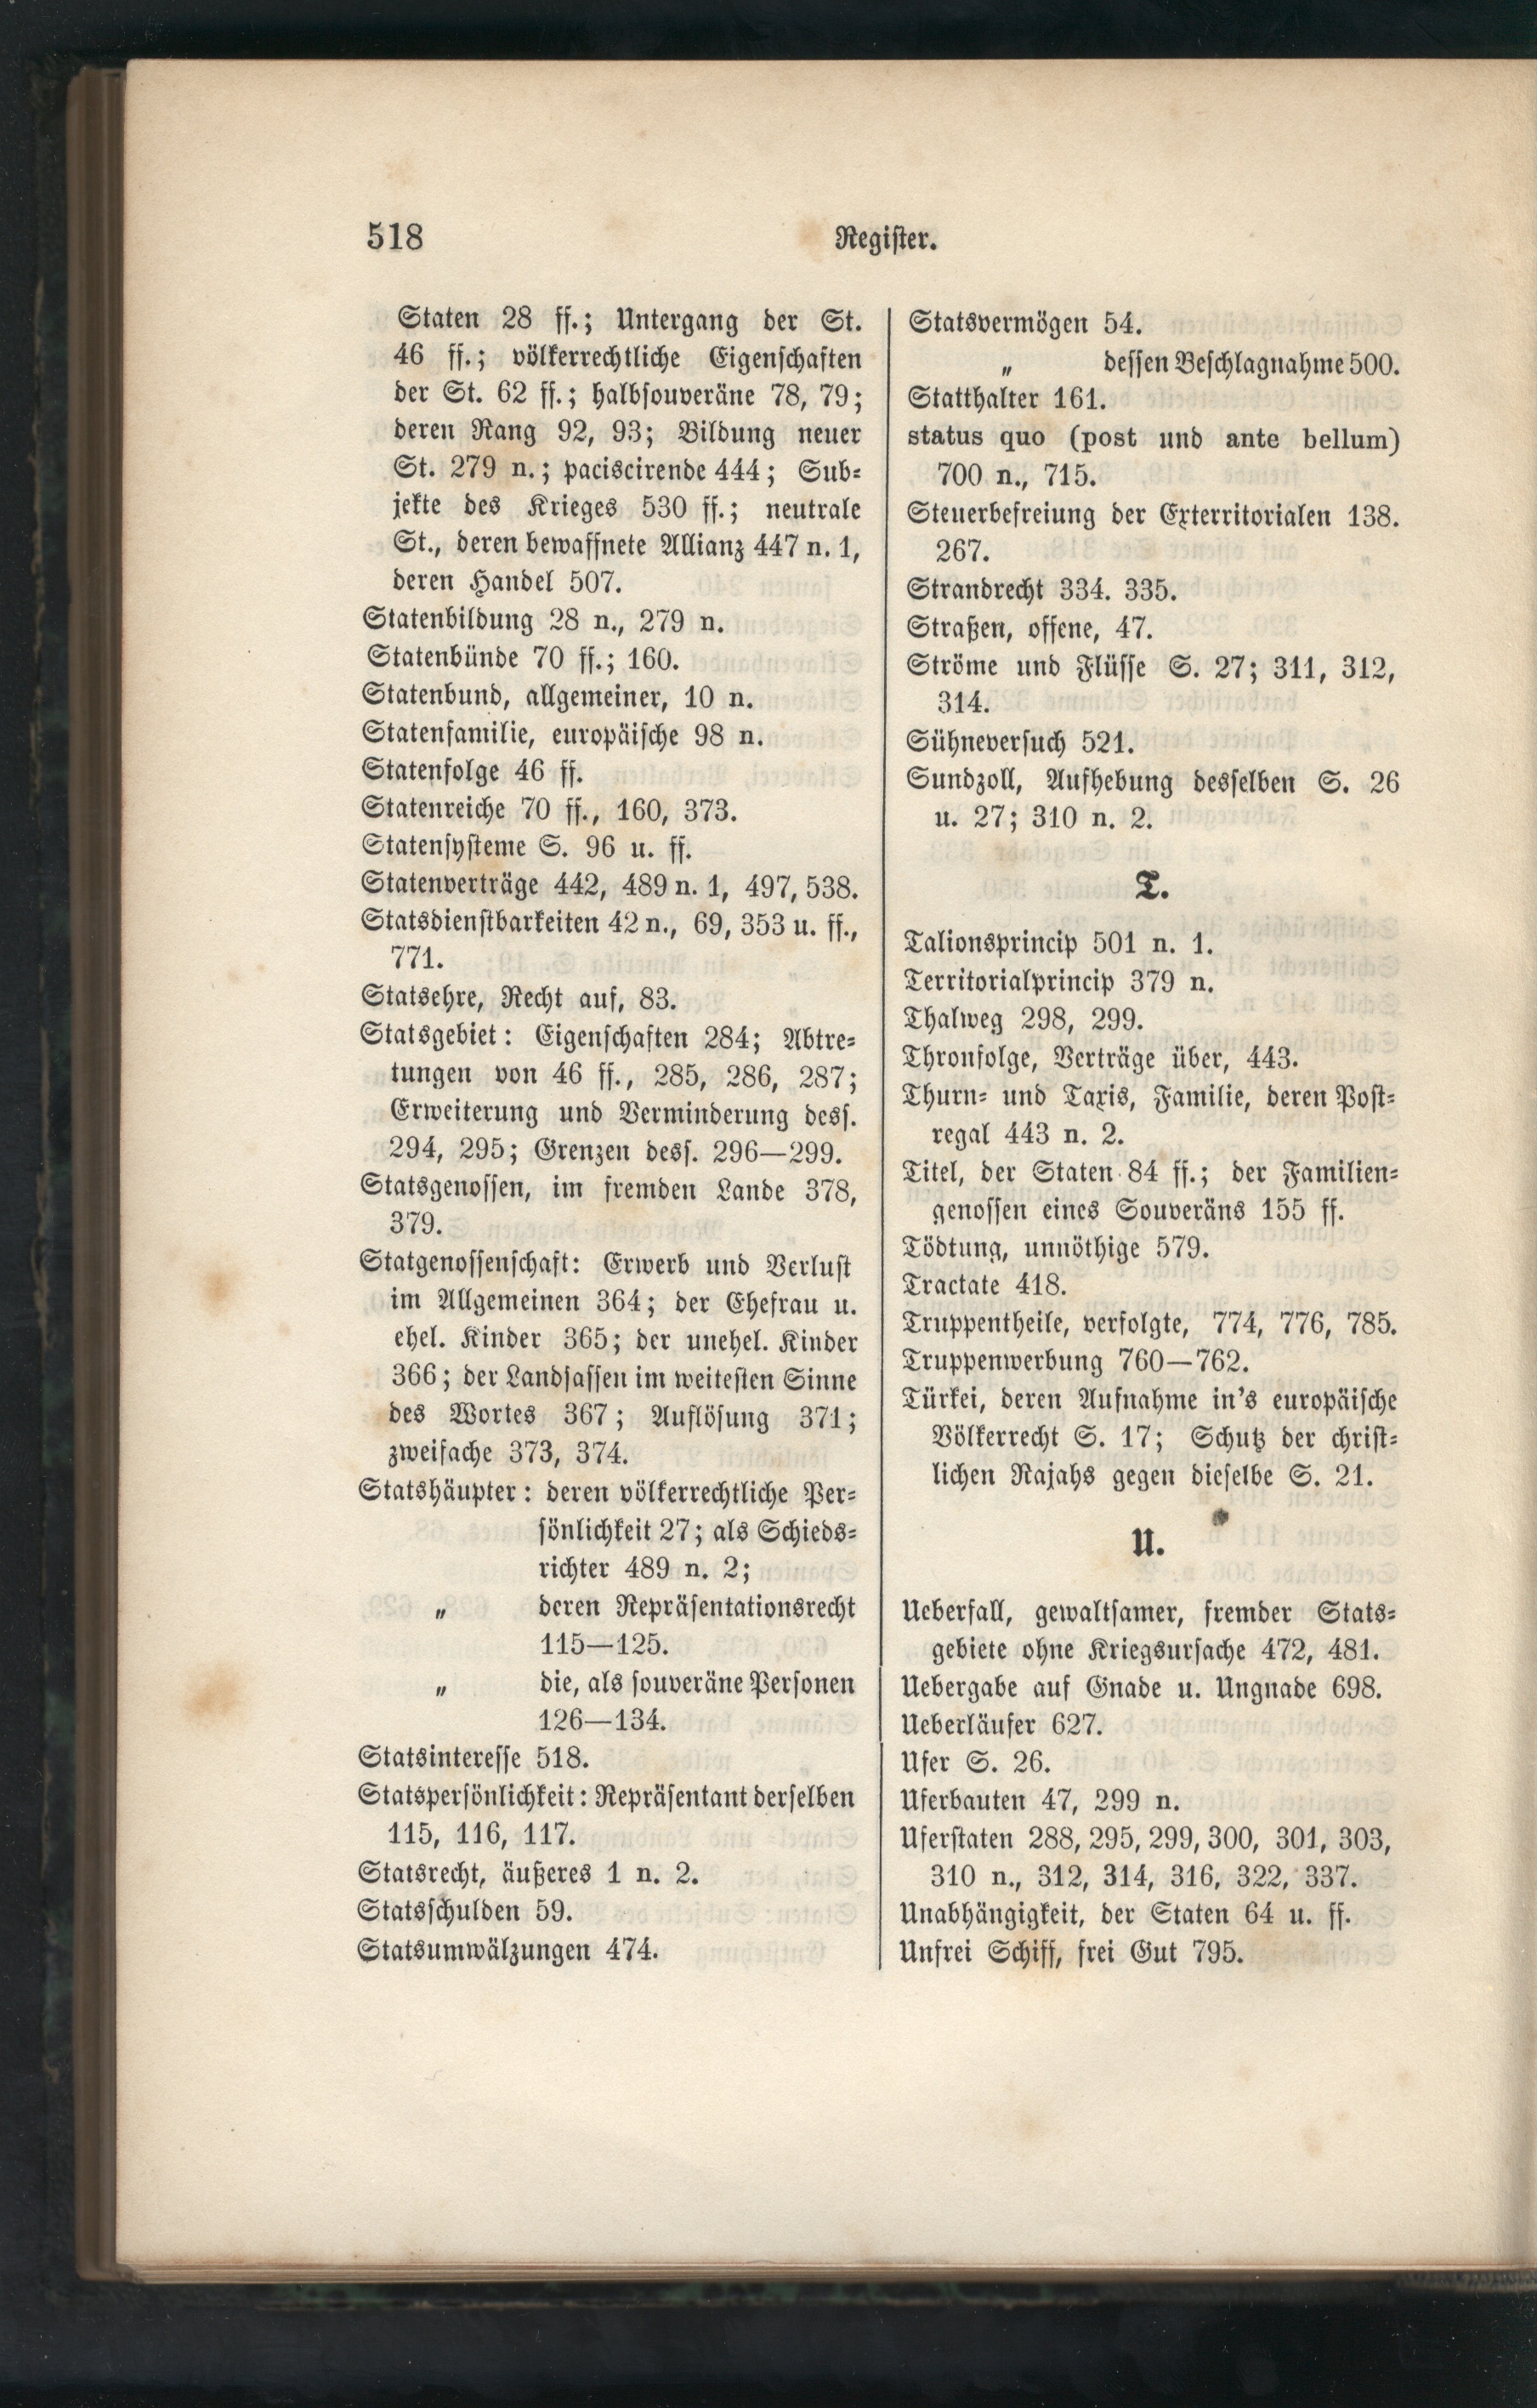 518
Register.
Staten 28 ff.; Untergang der St.
46 ff.; völkerrechtliche Eigenschaften
der St. 62 ff.; halbsouveräne 78, 79;
deren Rang 92, 93; Bildung neuer
St. 279 n.; paciscirende 444; Sub-
jekte des Krieges 530 ff.; neutrale
St., deren bewaffnete Allianz 447 n. 1,
deren Handel 507.
Statenbildung 28 n., 279 n.
Statenbünde 70 ff.; 160.
Statenbund, allgemeiner, 10 n.
Statenfamilie, europäische 98 n.
Statenfolge 46 ff.
Statenreiche 70 ff., 160, 373.
Statensysteme S. 96 u. ff.
Statenverträge 442, 489 n. 1, 497, 538.
Statsdienstbarkeiten 42 n., 69, 353 u. ff.,
771.
Statsehre, Recht auf, 83.
Statsgebiet: Eigenschaften 284; Abtre-
tungen von 46 ff., 285, 286, 287;
Erweiterung und Verminderung dess.
294, 295; Grenzen dess. 296—299.
Statsgenossen, im fremden Lande 378,
379.
Statgenossenschaft: Erwerb und Verlust
im Allgemeinen 364; der Ehefrau u.
ehel. Kinder 365; der unehel. Kinder
366; der Landsassen im weitesten Sinne
des Wortes 367; Auflösung 371;
zweifache 373, 374.
Statshäupter: deren völkerrechtliche Per-
sönlichkeit 27; als Schieds-
richter 489 n. 2;
„ deren Repräsentationsrecht
115—125.
„ die, als souveräne Personen
126—134.
Statsinteresse 518.
Statspersönlichkeit: Repräsentant derselben
115, 116, 117.
Statsrecht, äußeres 1 n. 2.
Statsschulden 59.
Statsumwälzungen 474.
Statsvermögen 54.
„ dessen Beschlagnahme 500.
Statthalter 161.
status quo (post und ante bellum)
700 n., 715.
Steuerbefreiung der Exterritorialen 138.
267.
Strandrecht 334. 335.
Straßen, offene, 47.
Ströme und Flüsse S. 27; 311, 312,
314.
Sühneversuch 521.
Sundzoll, Aufhebung desselben S. 26
u. 27; 310 n. 2.
T.
Talionsprincip 501 n. 1.
Territorialprincip 379 n.
Thalweg 298, 299.
Thronfolge, Verträge über, 443.
Thurn- und Taxis, Familie, deren Post-
regal 443 n. 2.
Titel, der Staten 84 ff.; der Familien-
genossen eines Souveräns 155 ff.
Tödtung, unnöthige 579.
Tractate 418.
Truppentheile, verfolgte, 774, 776, 785.
Truppenwerbung 760—762.
Türkei, deren Aufnahme in's europäische
Völkerrecht S. 17; Schutz der christ-
lichen Rajahs gegen dieselbe S. 21.
U.
Ueberfall, gewaltsamer, fremder Stats-
gebiete ohne Kriegsursache 472, 481.
Uebergabe auf Gnade u. Ungnade 698.
Ueberläufer 627.
Ufer S. 26.
Uferbauten 47, 299 n.
Uferstaten 288, 295, 299, 300, 301, 303,
310 n., 312, 314, 316, 322, 337.
Unabhängigkeit, der Staten 64 u. ff.
Unfrei Schiff, frei Gut 795.